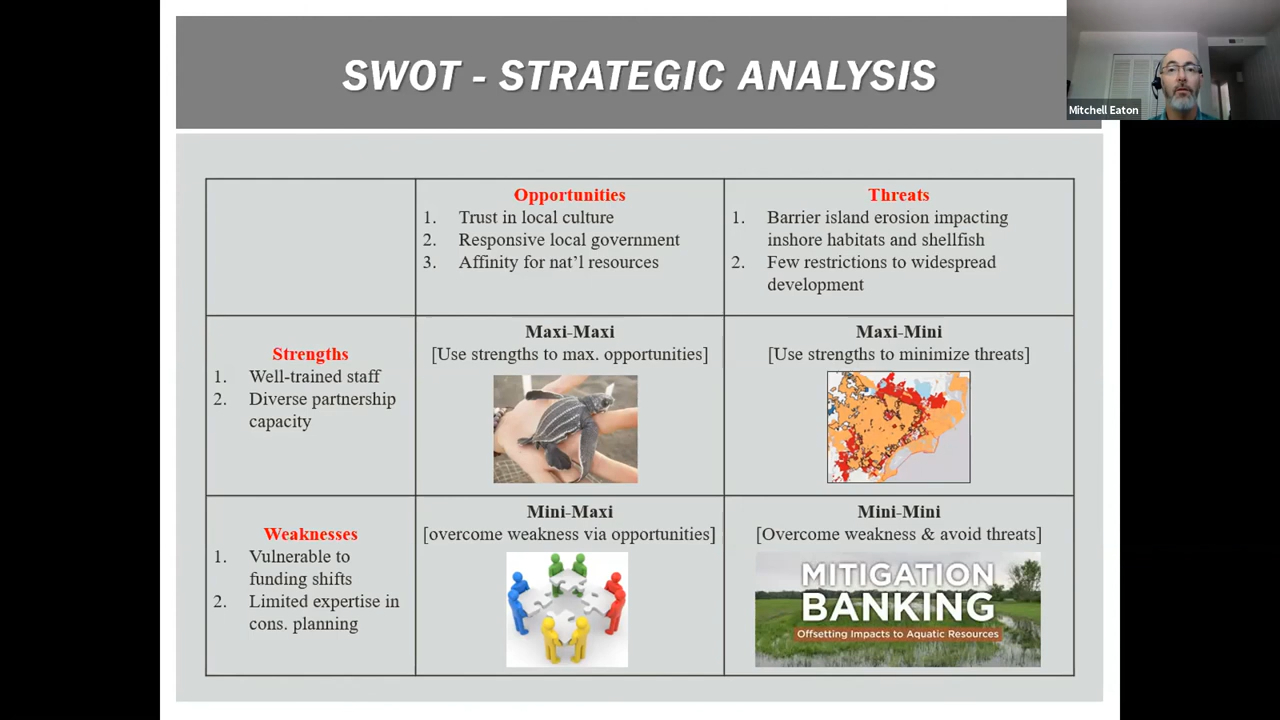 SWOT - STRATEGIC ANALYSIS
Mitchell Eaton
Opportunities
1. Trust in local culture
2. Responsive local government
3. Affinity for nat'l resources
Threats
1. Barrier island erosion impacting
inshore habitats and shellfish
2. Few restrictions to widespread
development
Strengths
1. Well-trained staff
2. Diverse partnership
capacity
Maxi-Maxi
[Use strengths to max. opportunities]
Maxi-Mini
[Use strengths to minimize threats]
Weaknesses
1. Vulnerable to
funding shifts
2. Limited expertise in
cons. planning
Mini-Maxi
[overcome weakness via opportunities]
Mini-Mini
[Overcome weakness & avoid threats]
MITIGATION
BANKING
Offsetting Impacts to Aquatic Resources